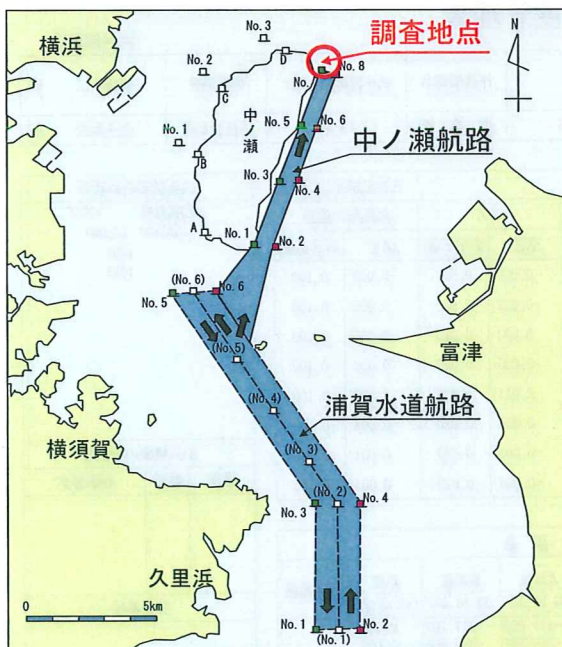 横浜
No. 3
調査地点
N
No. 2
D
No. 8
C
No.
中ノ瀬航路
No. 5
No. 6
No. 1
中瀬
B
No. 3
No. 4
A
No. 1
No. 2
(No. 6)
No. 6
No. 5
(No. 5)
富津
(No. 4)
浦賀水道航路
横須賀
(No. 3)
(No. 2)
No. 4
No. 3
久里浜
0
5km
No. 1
(No. 1)
No. 2